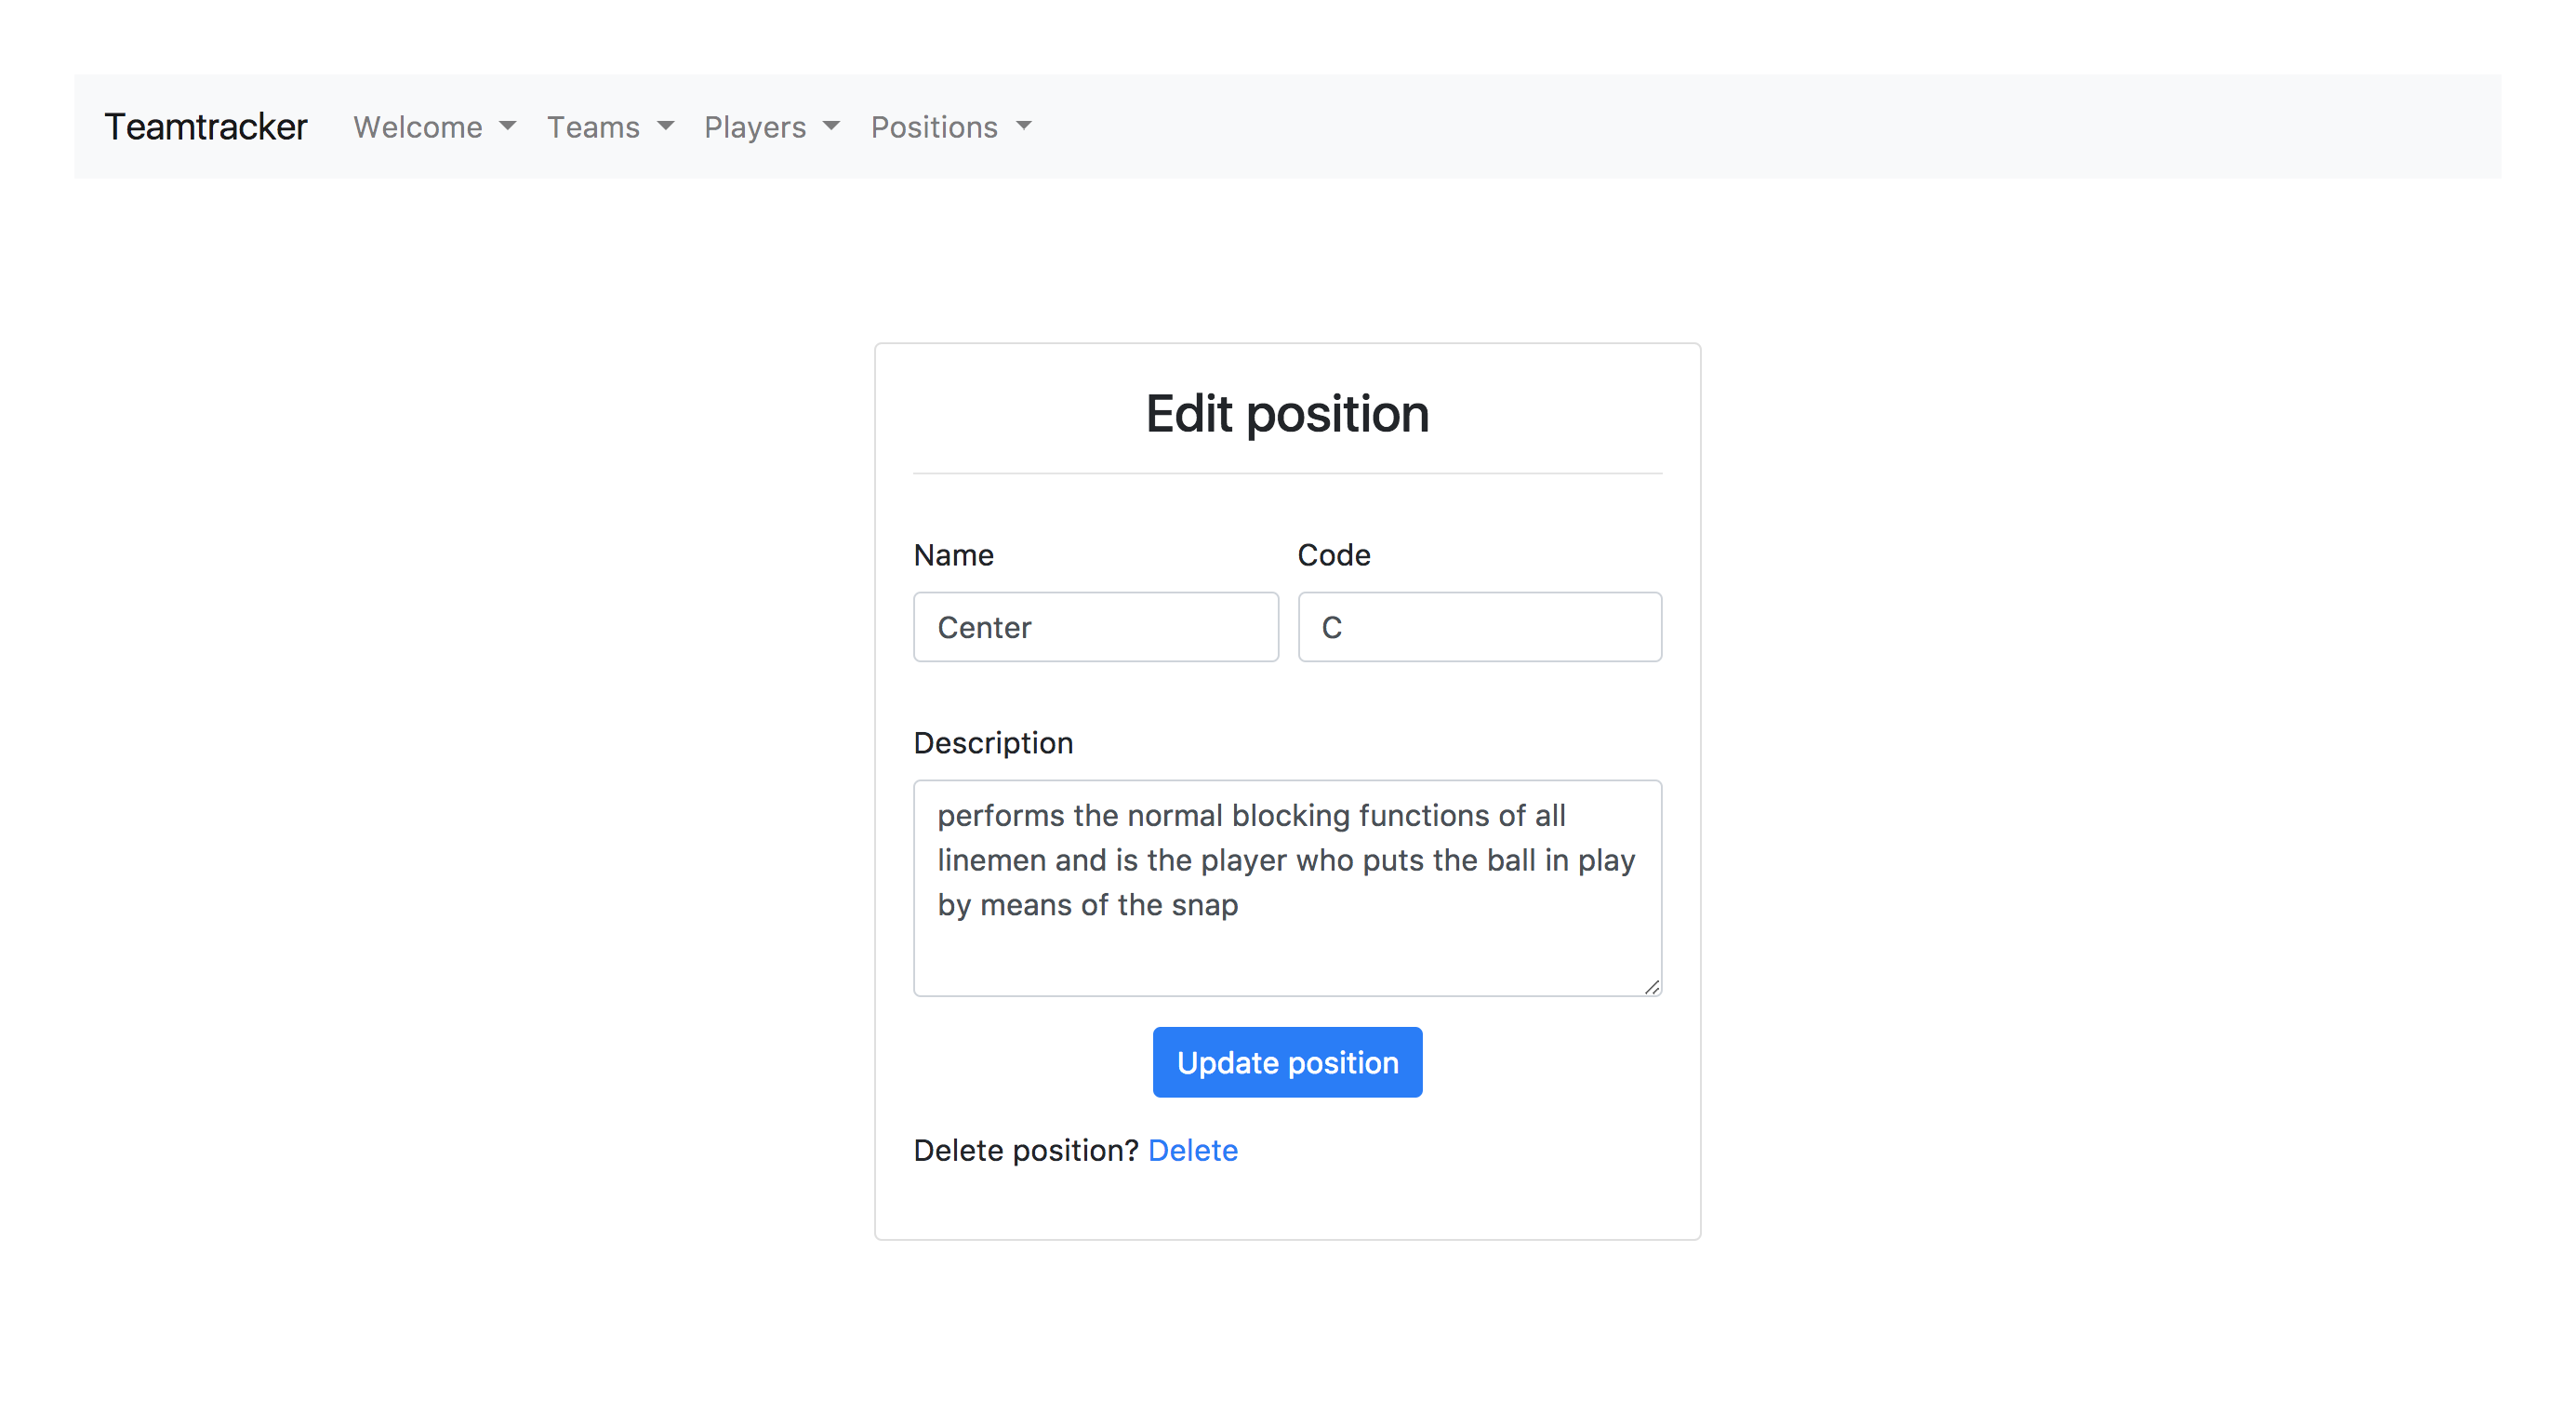 Teamtracker Welcome Teams Players Positions
Edit position
Name Code
Center C
Description
performs the normal blocking functions of all
linemen and is the player who puts the ball in play
by means of the snap
Update position
Delete position? Delete